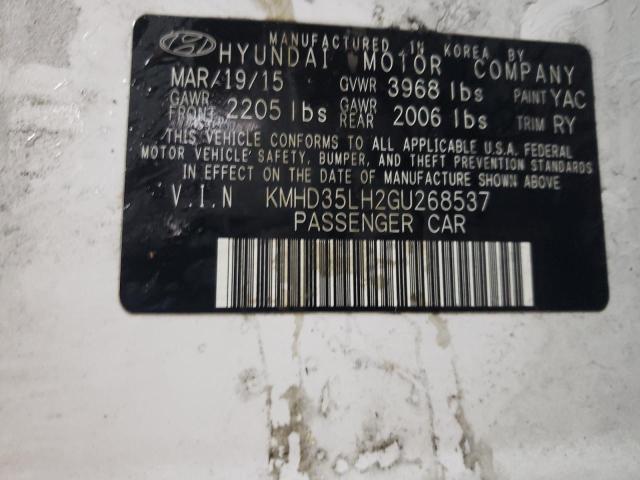 MANUFACTURED IN KOREA BY
HYUNDAI MOTOR COMPANY
MAR/19/15 GVWR 3968 lbs PAINT YAC
GAWR FRONT 2205 lbs GAWR REAR 2006 lbs TRIM RY
THIS VEHICLE CONFORMS TO ALL APPLICABLE U.S.A. FEDERAL
MOTOR VEHICLE SAFETY, BUMPER, AND THEFT PREVENTION STANDARDS
IN EFFECT ON THE DATE OF MANUFACTURE SHOWN ABOVE
V.I.N KMHD35LH2GU268537
PASSENGER CAR